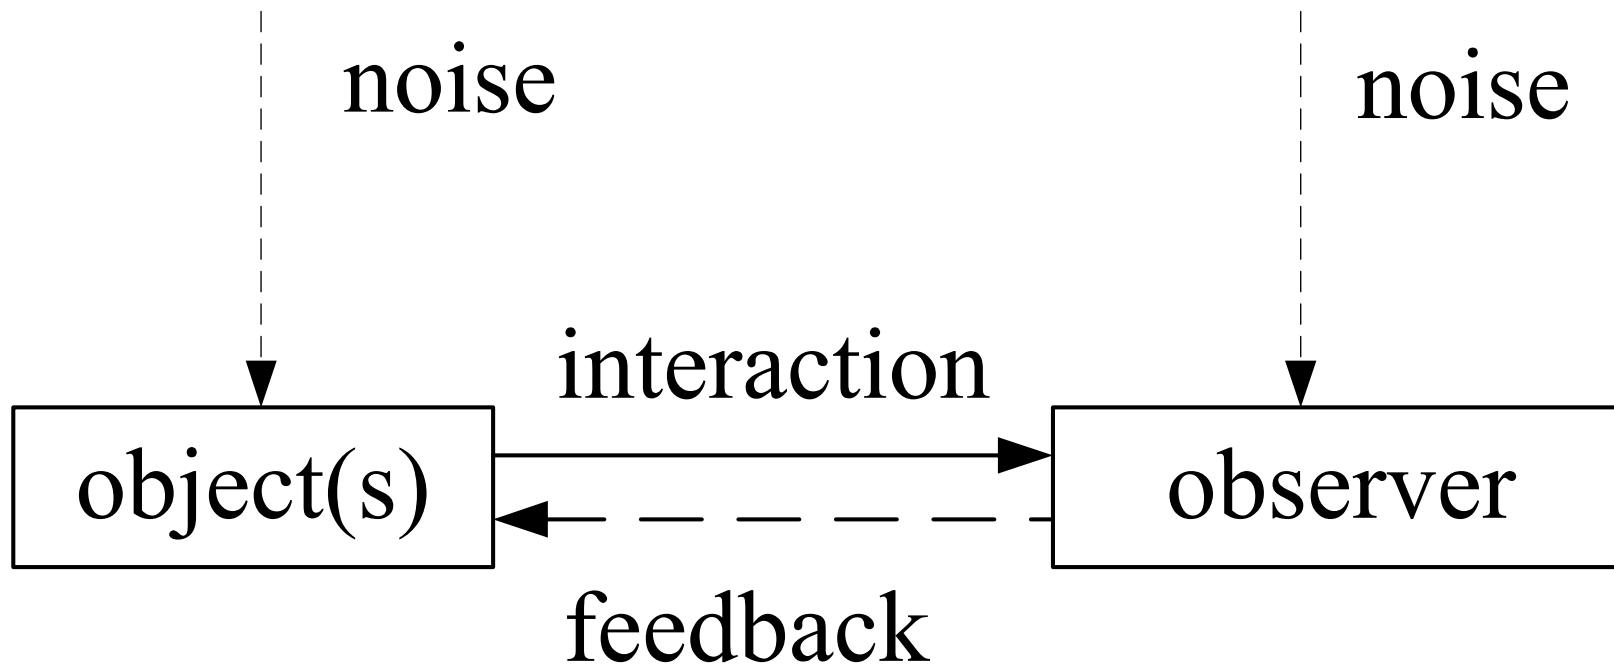 noise
noise
interaction
object(s)
observer
feedback